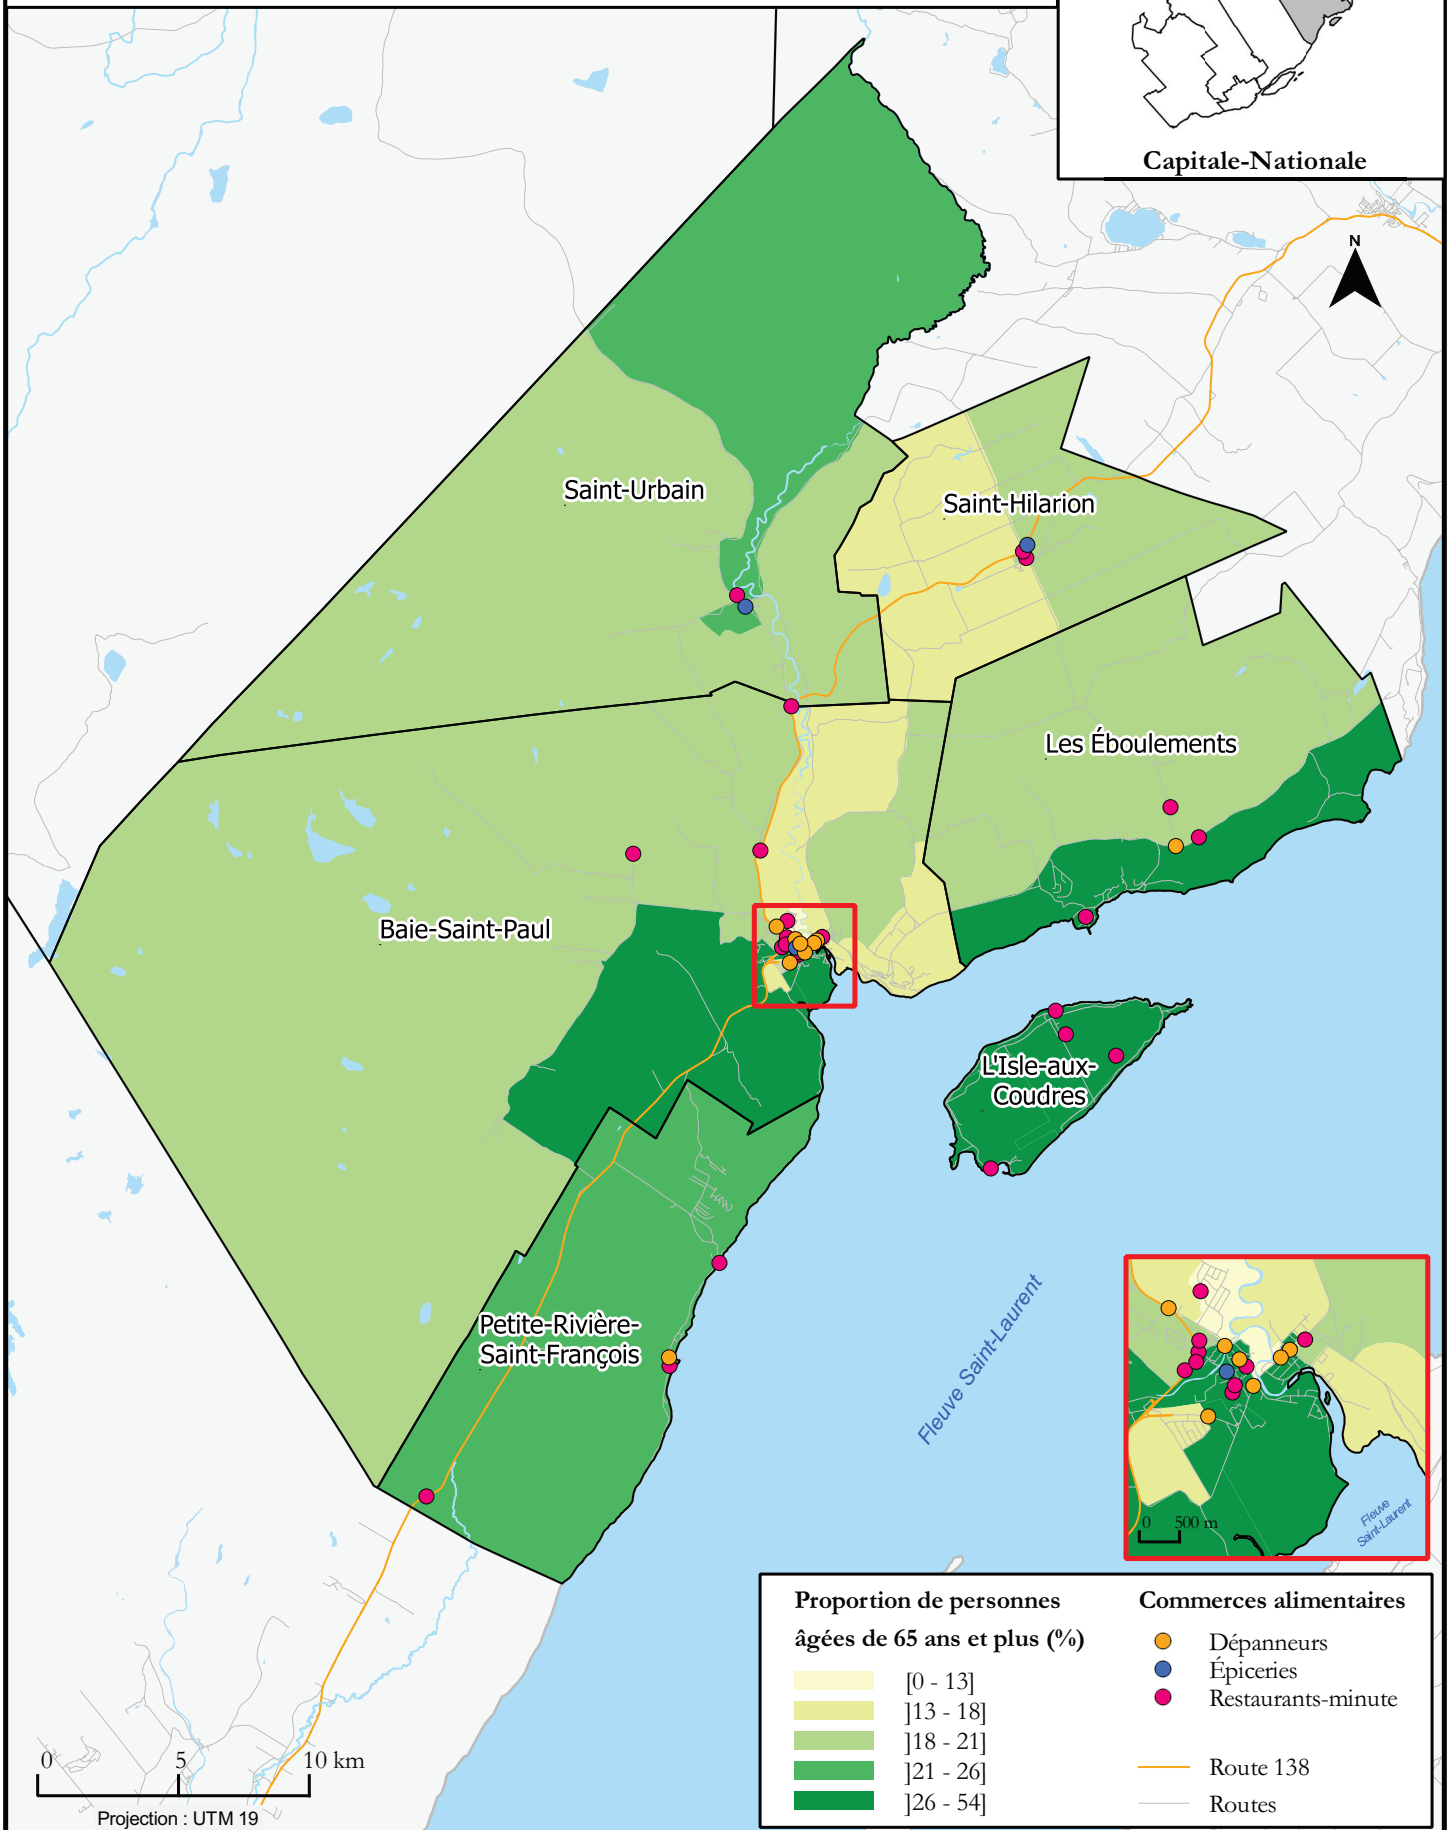 Capitale-Nationale
N
Saint-Urbain
Saint-Hilarion
Les Éboulements
Baie-Saint-Paul
L'Isle-aux-
Coudres
Petite-Rivière-
Saint-François
Fleuve Saint-Laurent
0 500 m
Fleuve
Saint-Laurent
Proportion de personnes
âgées de 65 ans et plus (%)
[0 - 13]
]13 - 18]
]18 - 21]
]21 - 26]
]26 - 54]
Commerces alimentaires
Dépanneurs
Épiceries
Restaurants-minute
Route 138
Routes
0 5 10 km
Projection : UTM 19